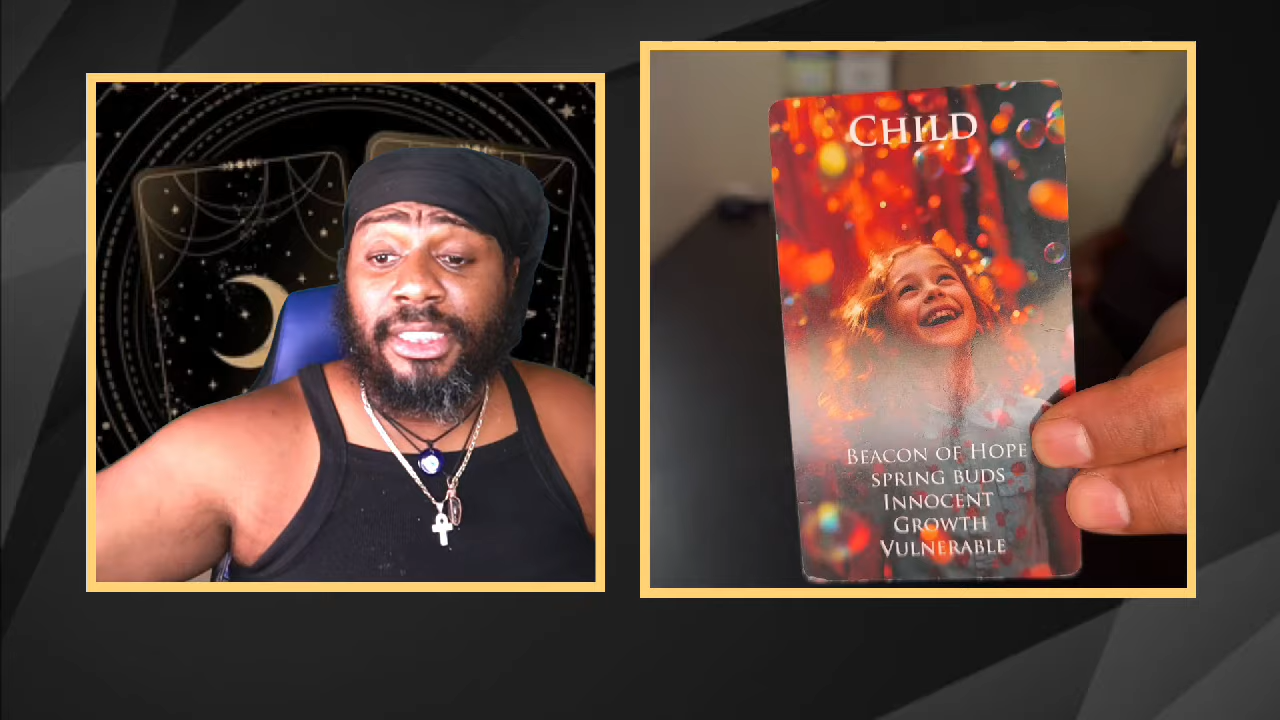 CHILD
BEACON OF HOPE
SPRING BUDS
INNOCENT
GROWTH
VULNERABLE